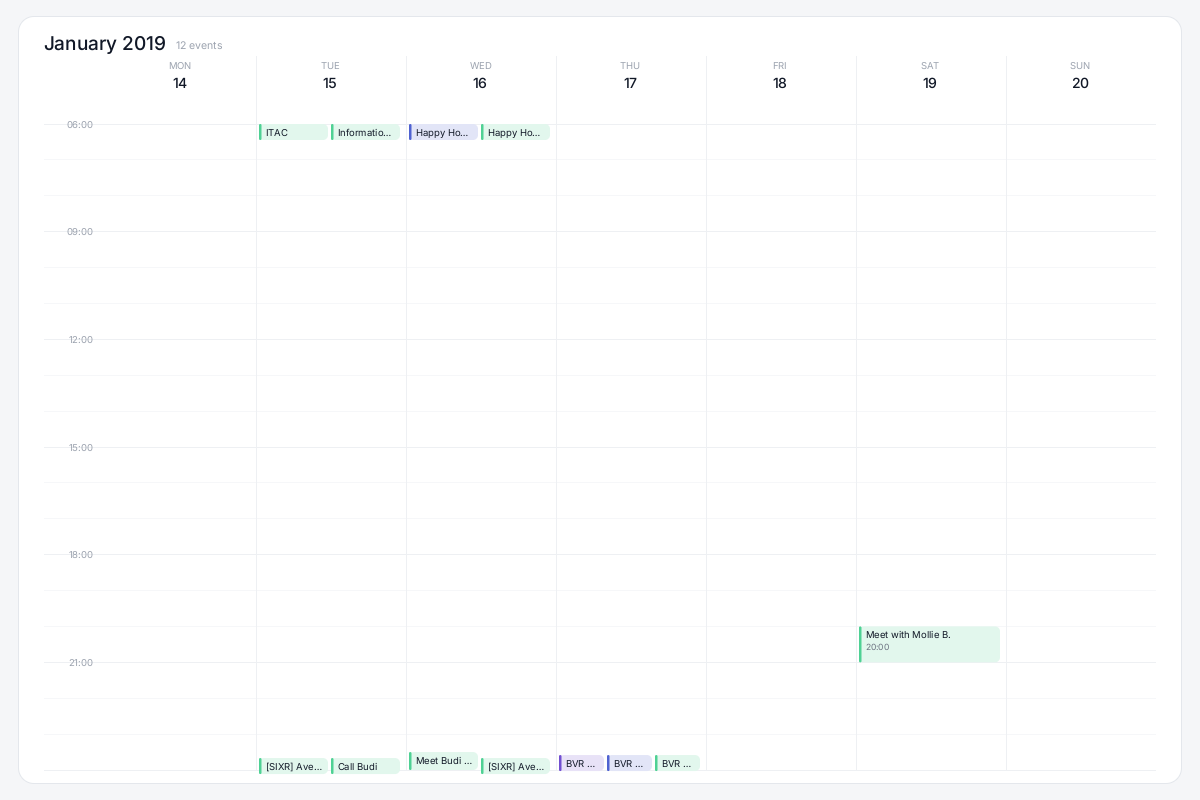 January 2019 12 events
MON TUE WED THU FRI SAT SUN
14 15 16 17 18 19 20
06:00
ITAC
Informatio...
Happy Ho...
Happy Ho...
09:00
12:00
15:00
18:00
Meet with Mollie B.
20:00
21:00
[SIXR] Ave...
Call Budi
Meet Budi ...
[SIXR] Ave...
BVR ...
BVR ...
BVR ...